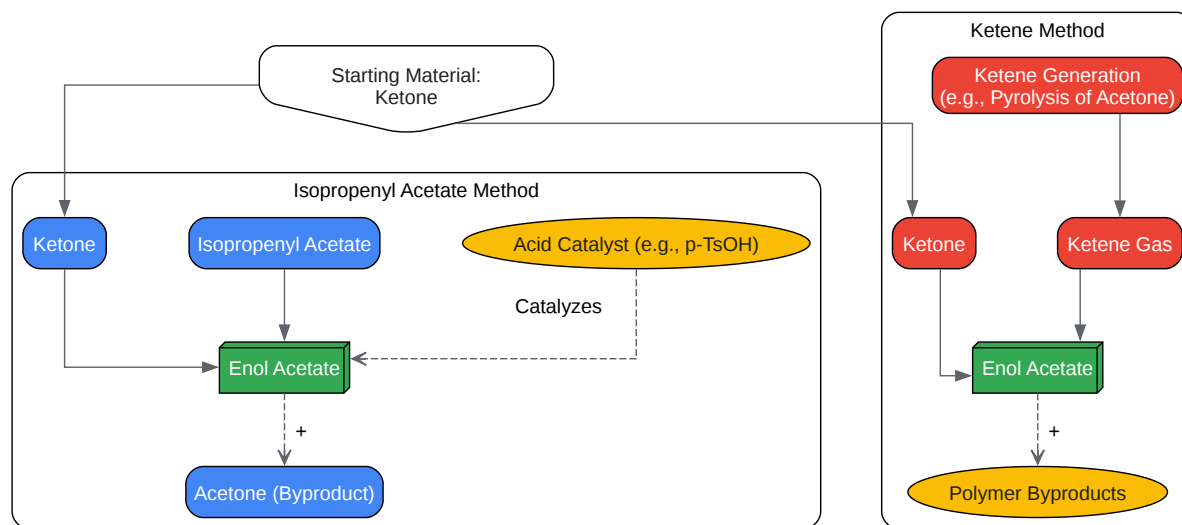 Ketene Method
Starting Material:
Ketone
Ketene Generation
(e.g., Pyrolysis of Acetone)
Isopropenyl Acetate Method
Ketone
Isopropenyl Acetate
Acid Catalyst (e.g., p-TsOH)
Ketone
Ketene Gas
Catalyzes
Enol Acetate
Enol Acetate
+
+
Acetone (Byproduct)
Polymer Byproducts